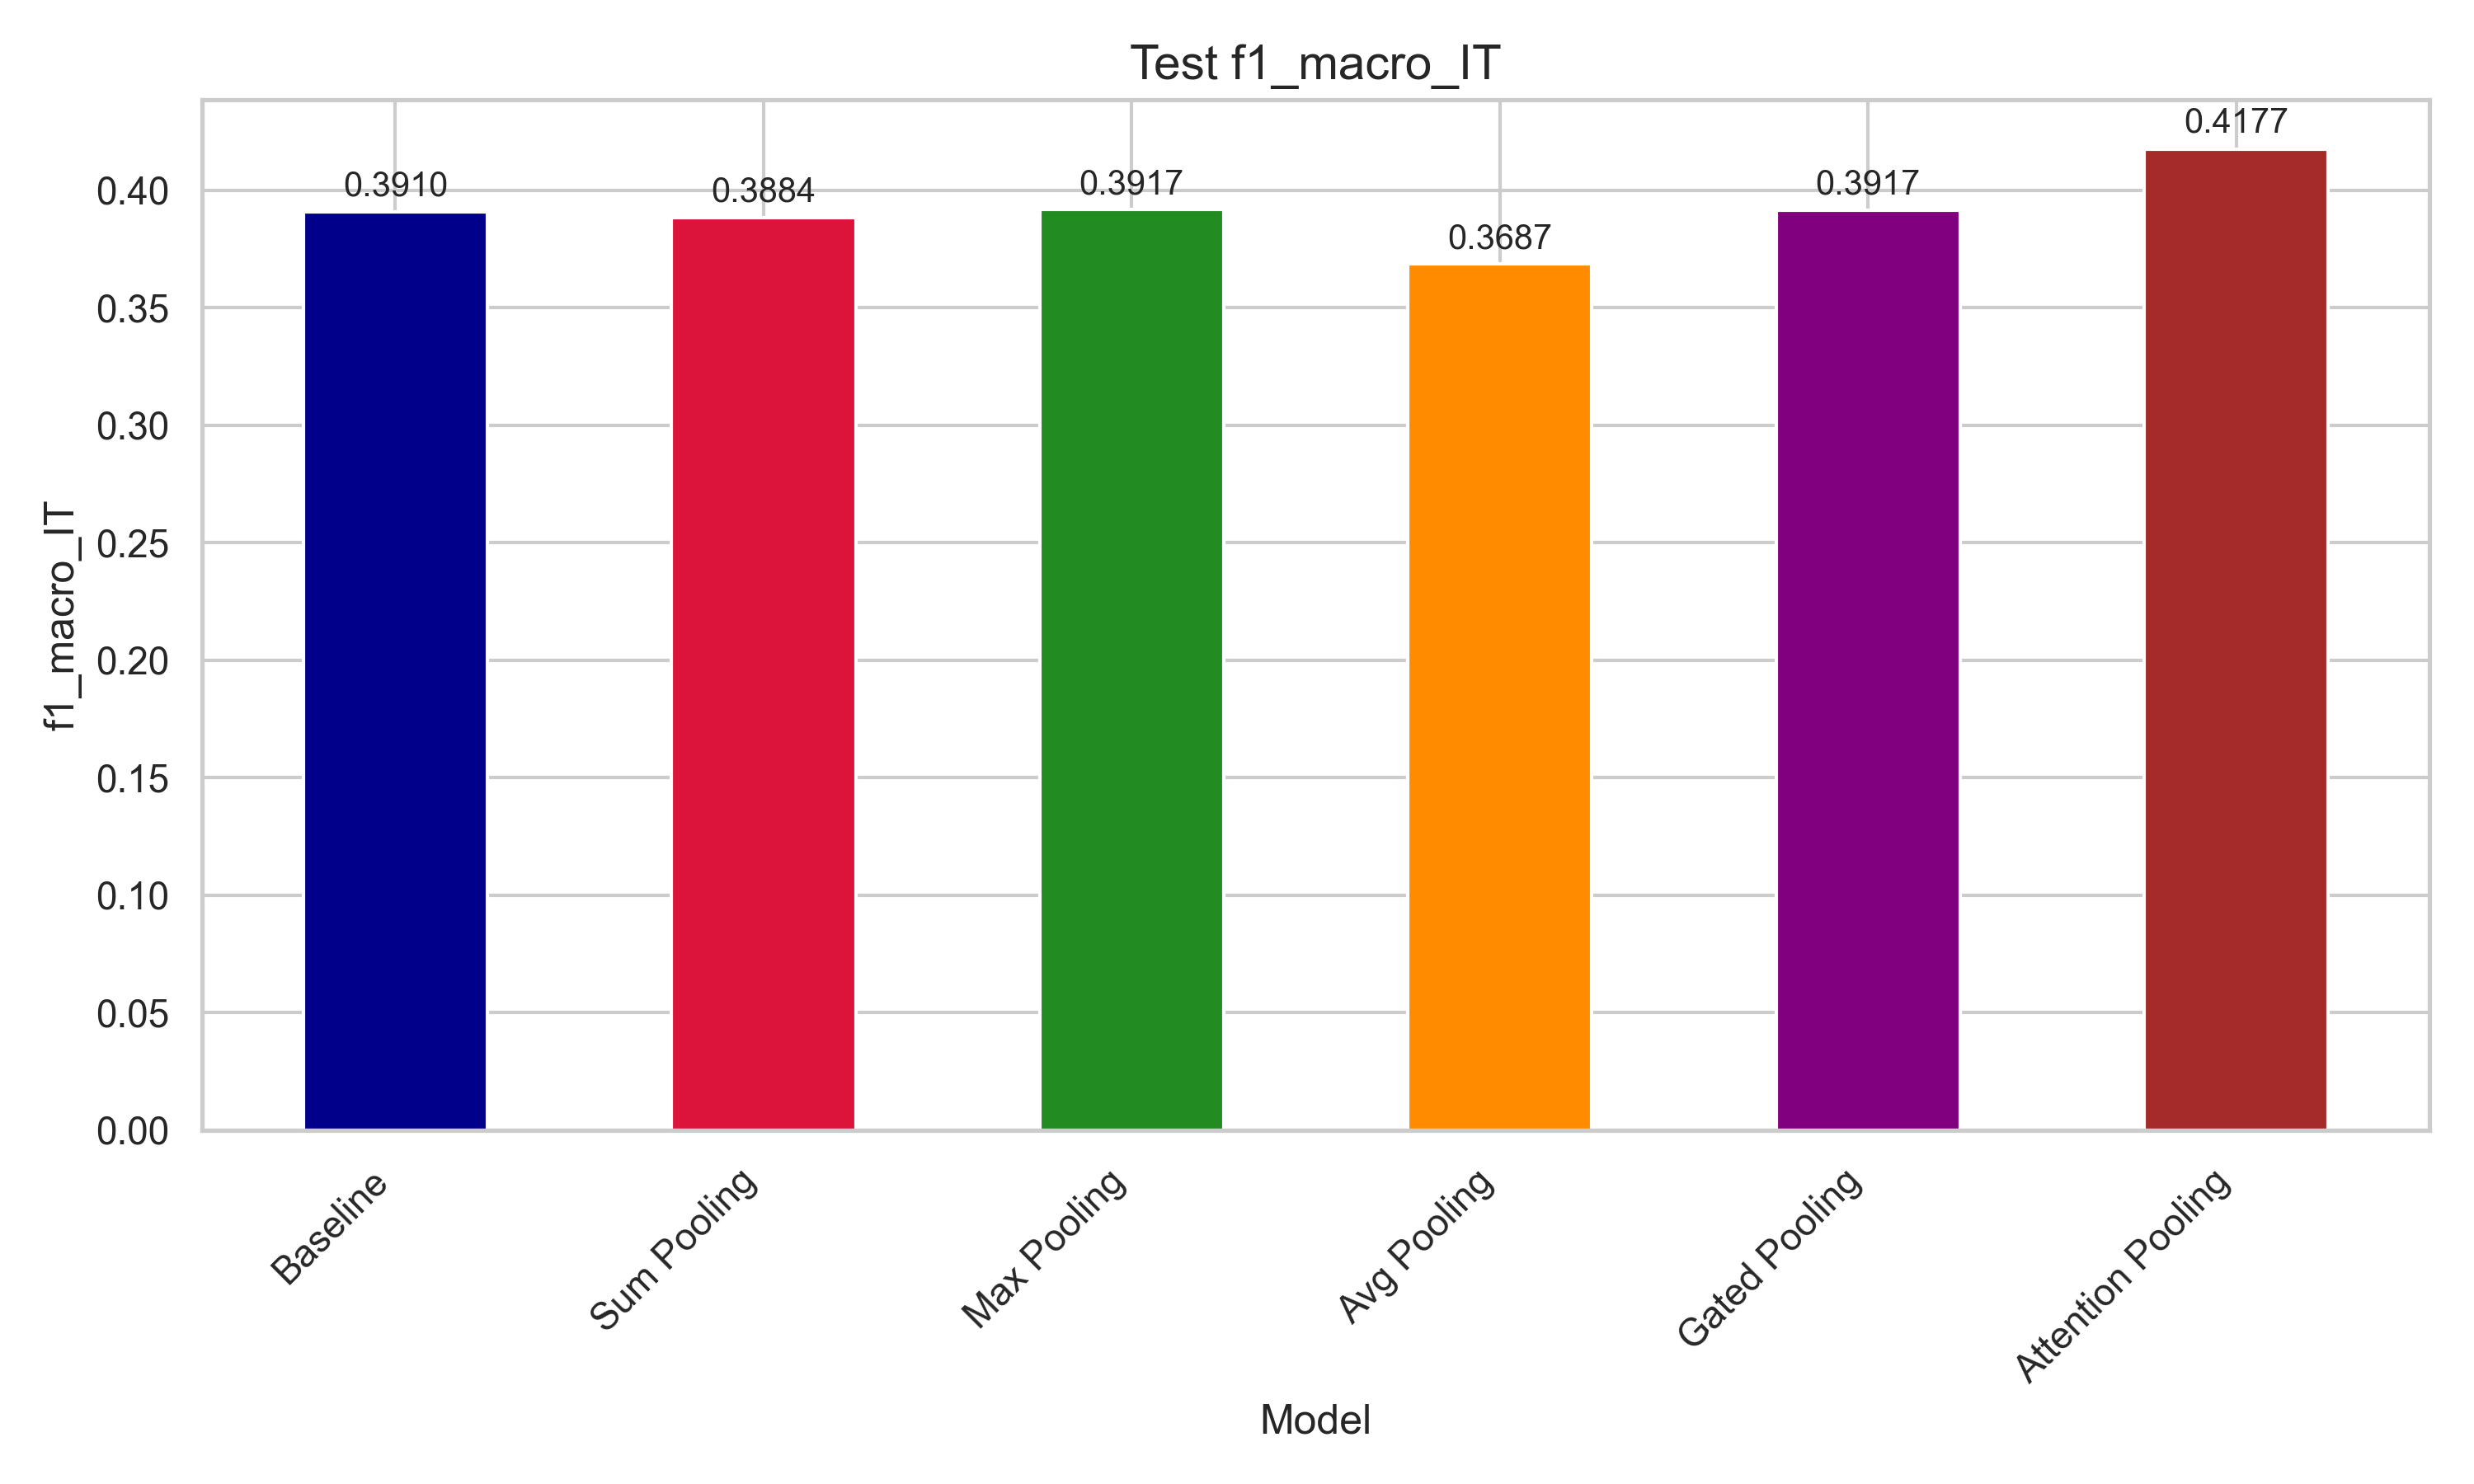 Test f1_macro_IT
0.3910
0.3884
0.3917
0.3687
0.3917
0.4177
f1_macro_IT
0.40
0.35
0.30
0.25
0.20
0.15
0.10
0.05
0.00
Baseline
Sum Pooling
Max Pooling
Avg Pooling
Gated Pooling
Attention Pooling
Model